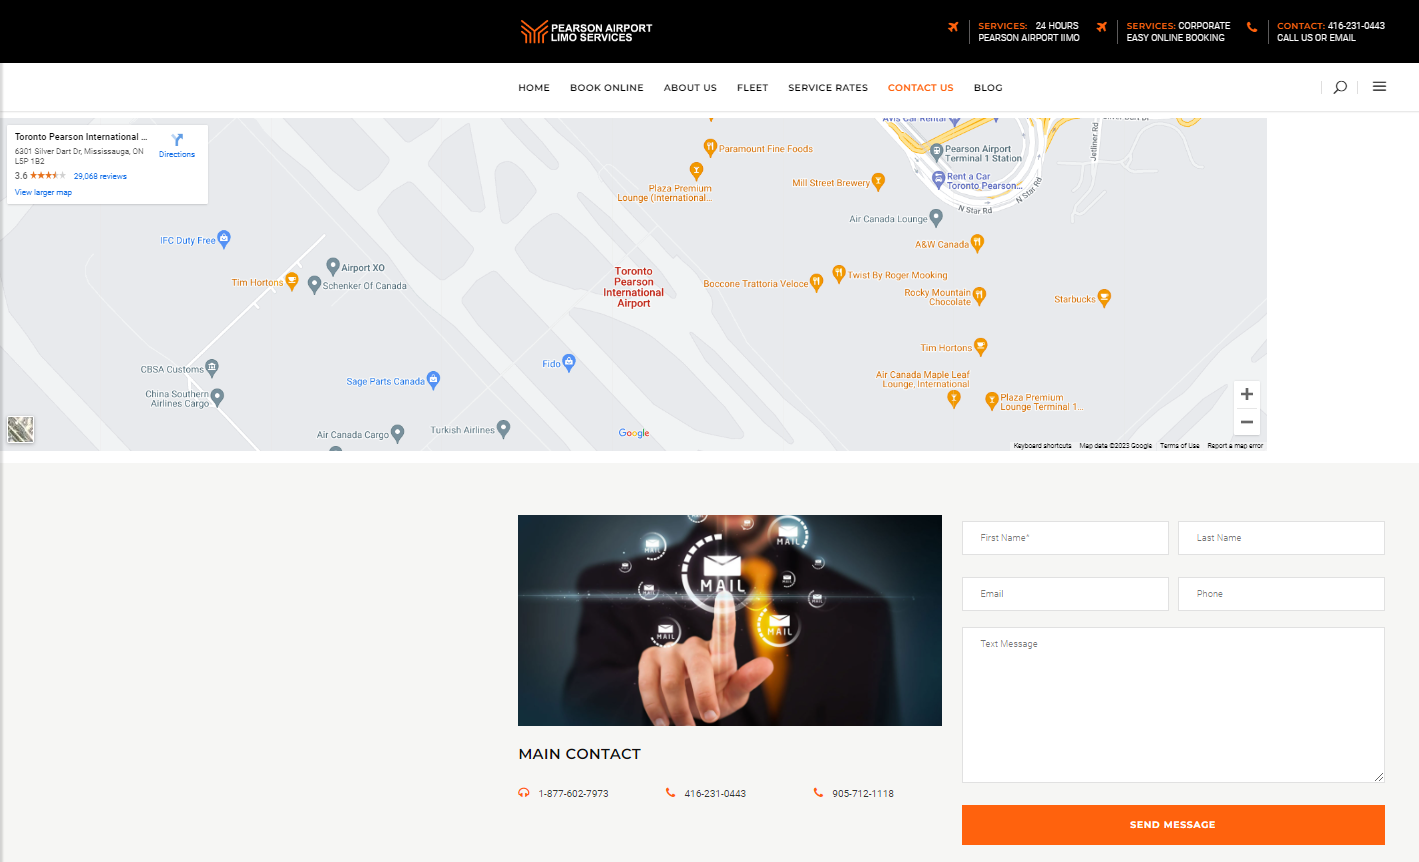 PEARSON AIRPORT
LIMO SERVICES
SERVICES: 24 HOURS
PEARSON AIRPORT lIMO
SERVICES: CORPORATE
EASY ONLINE BOOKING
CONTACT: 416-231-0443
CALL US OR EMAIL
HOME BOOK ONLINE ABOUT US FLEET SERVICE RATES CONTACT US BLOG
Toronto Pearson International ...
6301 Silver Dart Dr, Mississauga, ON
L5P 1B2
3.6 29,068 reviews
View larger map
Directions
Avis Car Rental
Paramount Fine Foods
Pearson Airport
Terminal 1 Station
Jetliner Rd
Plaza Premium
Lounge (International...
Mill Street Brewery
Rent a Car
Toronto Pearson...
N Star Rd
N Star Rd
Air Canada Lounge
IFC Duty Free
A&W Canada
Airport XO
Tim Hortons
Schenker Of Canada
Toronto
Pearson
International
Airport
Boccone Trattoria Veloce
Twist By Roger Mooking
Rocky Mountain
Chocolate
Starbucks
Tim Hortons
CBSA Customs
Fido
Sage Parts Canada
Air Canada Maple Leaf
Lounge, International
China Southern
Airlines Cargo
Plaza Premium
Lounge Terminal 1...
Air Canada Cargo
Turkish Airlines
Google
Keyboard shortcuts Map data ©2023 Google Terms of Use Report a map error
MAIL
MAIL
MAIL
MAIL
MAIL
MAIL
MAIL
MAIL
First Name*
Last Name
Email
Phone
Text Message
MAIN CONTACT
1-877-602-7973
416-231-0443
905-712-1118
SEND MESSAGE